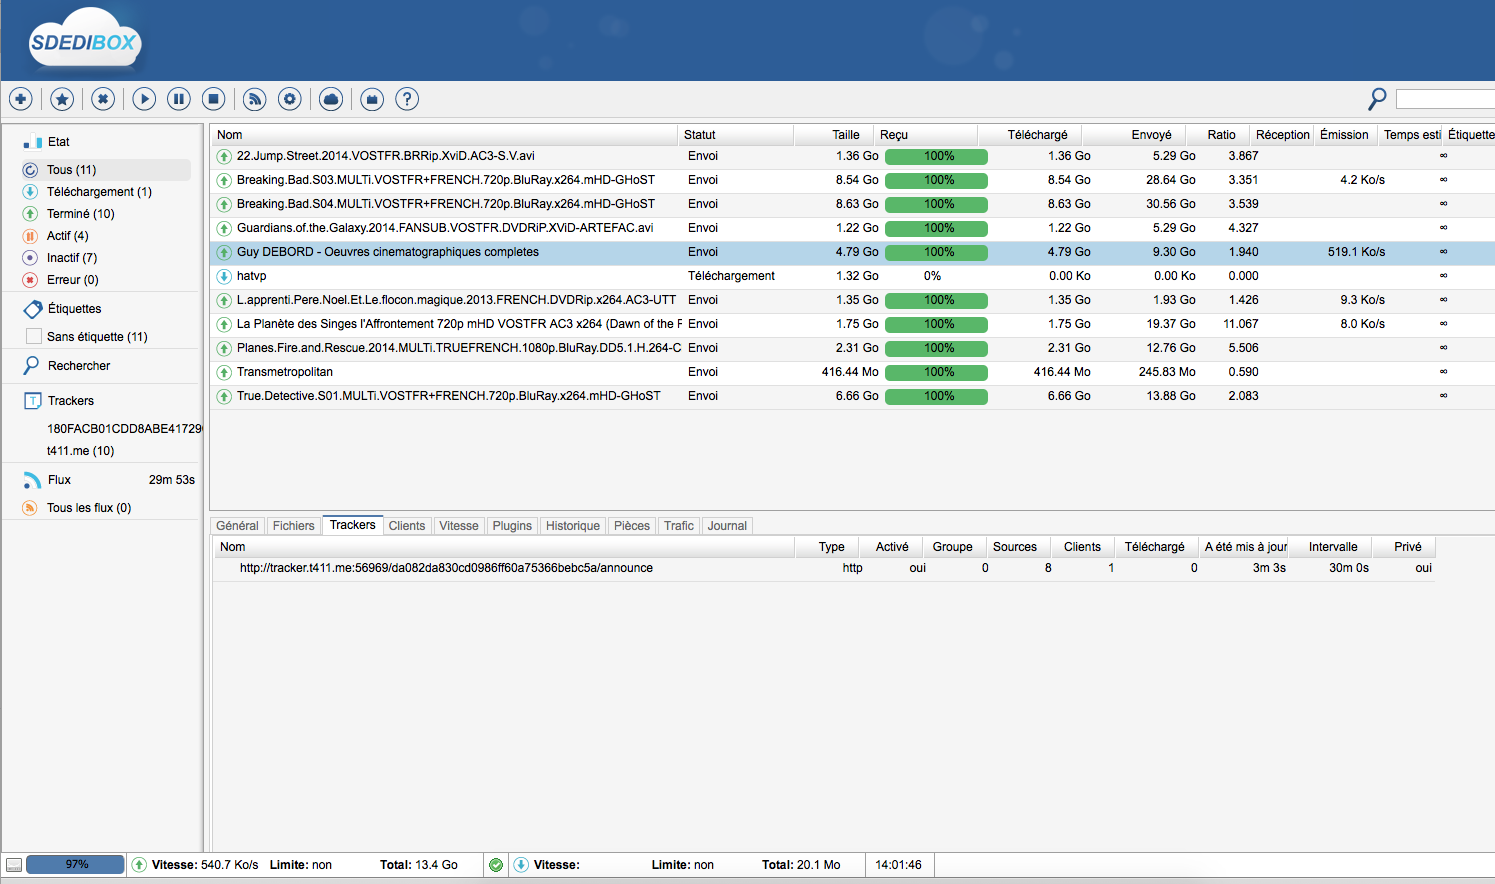 SDEDIBOX
Etat
Tous (11)
Téléchargement (1)
Terminé (10)
Actif (4)
Inactif (7)
Erreur (0)
Étiquettes
Sans étiquette (11)
Rechercher
Trackers
180FACB01CDD8ABE41729
t411.me (10)
Flux 29m 53s
Tous les flux (0)
Nom Statut Taille Reçu Téléchargé Envoyé Ratio Réception Émission Temps esti Étiquette
22.Jump.Street.2014.VOSTFR.BRRip.XviD.AC3-S.V.avi Envoi 1.36 Go 100% 1.36 Go 5.29 Go 3.867 ∞
Breaking.Bad.S03.MULTi.VOSTFR+FRENCH.720p.BluRay.x264.mHD-GHoST Envoi 8.54 Go 100% 8.54 Go 28.64 Go 3.351 4.2 Ko/s ∞
Breaking.Bad.S04.MULTi.VOSTFR+FRENCH.720p.BluRay.x264.mHD-GHoST Envoi 8.63 Go 100% 8.63 Go 30.56 Go 3.539 ∞
Guardians.of.the.Galaxy.2014.FANSUB.VOSTFR.DVDRiP.XViD-ARTEFAC.avi Envoi 1.22 Go 100% 1.22 Go 5.29 Go 4.327 ∞
Guy DEBORD - Oeuvres cinematographiques completes Envoi 4.79 Go 100% 4.79 Go 9.30 Go 1.940 519.1 Ko/s ∞
hatvp Téléchargement 1.32 Go 0% 0.00 Ko 0.00 Ko 0.000 ∞
L.apprenti.Pere.Noel.Et.Le.flocon.magique.2013.FRENCH.DVDRip.x264.AC3-UTT Envoi 1.35 Go 100% 1.35 Go 1.93 Go 1.426 9.3 Ko/s ∞
La Planète des Singes l'Affrontement 720p mHD VOSTFR AC3 x264 (Dawn of the F Envoi 1.75 Go 100% 1.75 Go 19.37 Go 11.067 8.0 Ko/s ∞
Planes.Fire.and.Rescue.2014.MULTi.TRUEFRENCH.1080p.BluRay.DD5.1.H.264-C Envoi 2.31 Go 100% 2.31 Go 12.76 Go 5.506 ∞
Transmetropolitan Envoi 416.44 Mo 100% 416.44 Mo 245.83 Mo 0.590 ∞
True.Detective.S01.MULTi.VOSTFR+FRENCH.720p.BluRay.x264.mHD-GHoST Envoi 6.66 Go 100% 6.66 Go 13.88 Go 2.083 ∞
Général Fichiers Trackers Clients Vitesse Plugins Historique Pièces Trafic Journal
Nom Type Activé Groupe Sources Clients Téléchargé A été mis à jour Intervalle Privé
http://tracker.t411.me:56969/da082da830cd0986ff60a75366bebc5a/announce http oui 0 8 1 0 3m 3s 30m 0s oui
97% Vitesse: 540.7 Ko/s Limite: non Total: 13.4 Go Vitesse: Limite: non Total: 20.1 Mo 14:01:46